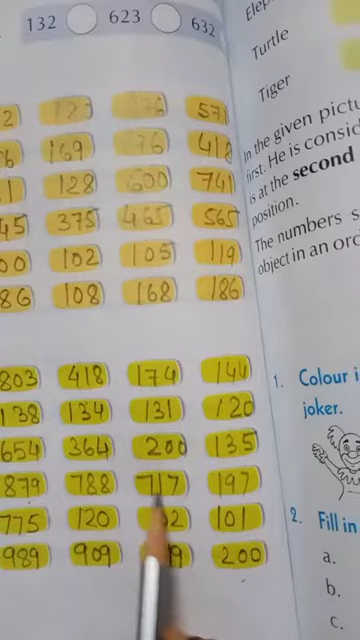 132 623 632
571
169 76 418
128 600 741
45 375 465 565
00 102 105 119
86 108 168 186
803 418 174 144
138 134 131 120
654 364 200 135
879 788 717 197
775 120 101
989 909 200
Turtle
Tiger
In the given pictu
first. He is consid
is at the second
position.
The numbers s
object in an ord
1. Colour i
joker.
2. Fill in
a.
b.
c.